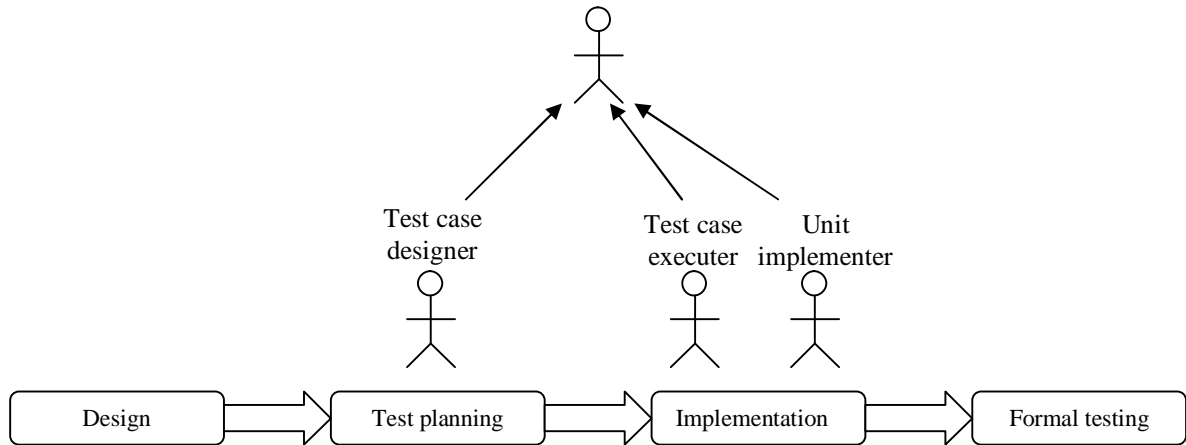 Test case
designer
Test case
executer
Unit
implementer
Design
Test planning
Implementation
Formal testing